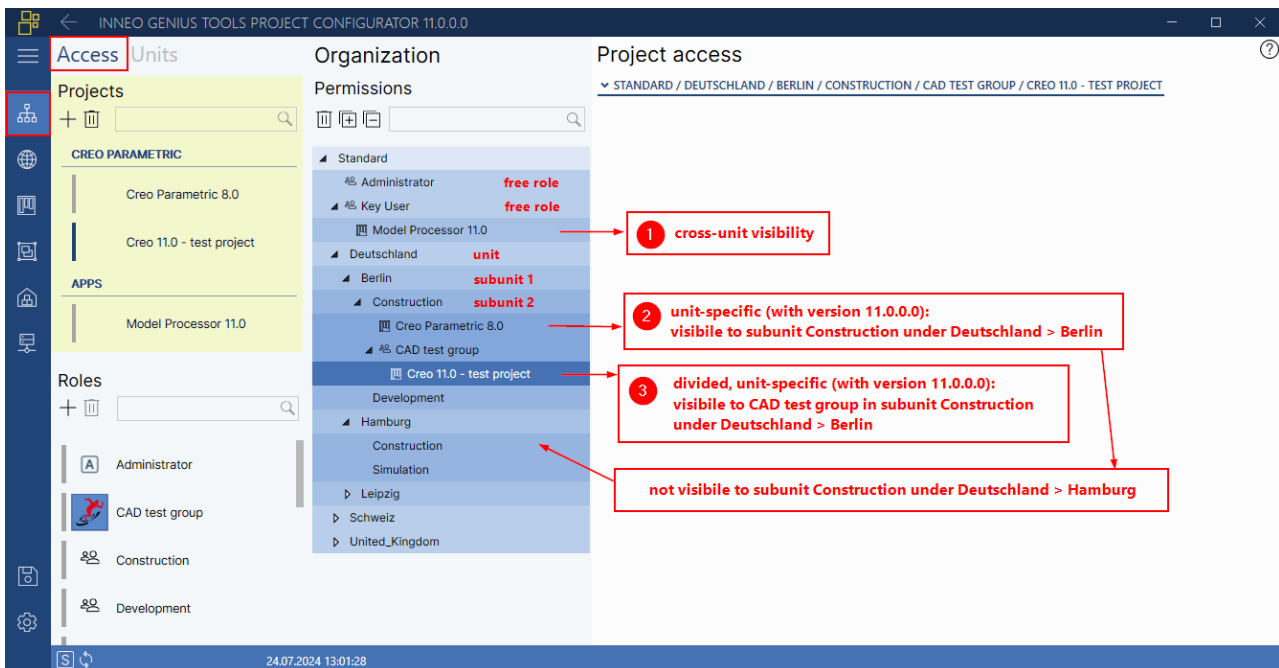 INNEO GENIUS TOOLS PROJECT CONFIGURATOR 11.0.0.0
Access Units
Projects
CREO PARAMETRIC
Creo Parametric 8.0
Creo 11.0 - test project
APPS
Model Processor 11.0
Roles
A Administrator
CAD test group
Construction
Development
Organization
Permissions
Standard
Administrator free role
Key User free role
Model Processor 11.0
Deutschland unit
Berlin subunit 1
Construction subunit 2
Creo Parametric 8.0
CAD test group
Creo 11.0 - test project
Development
Hamburg
Construction
Simulation
Leipzig
Schweiz
United_Kingdom
Project access
?
STANDARD / DEUTSCHLAND / BERLIN / CONSTRUCTION / CAD TEST GROUP / CREO 11.0 - TEST PROJECT
1 cross-unit visibility
2 unit-specific (with version 11.0.0.0):
visibile to subunit Construction under Deutschland > Berlin
3 divided, unit-specific (with version 11.0.0.0):
visibile to CAD test group in subunit Construction
under Deutschland > Berlin
not visibile to subunit Construction under Deutschland > Hamburg
S 24.07.2024 13:01:28